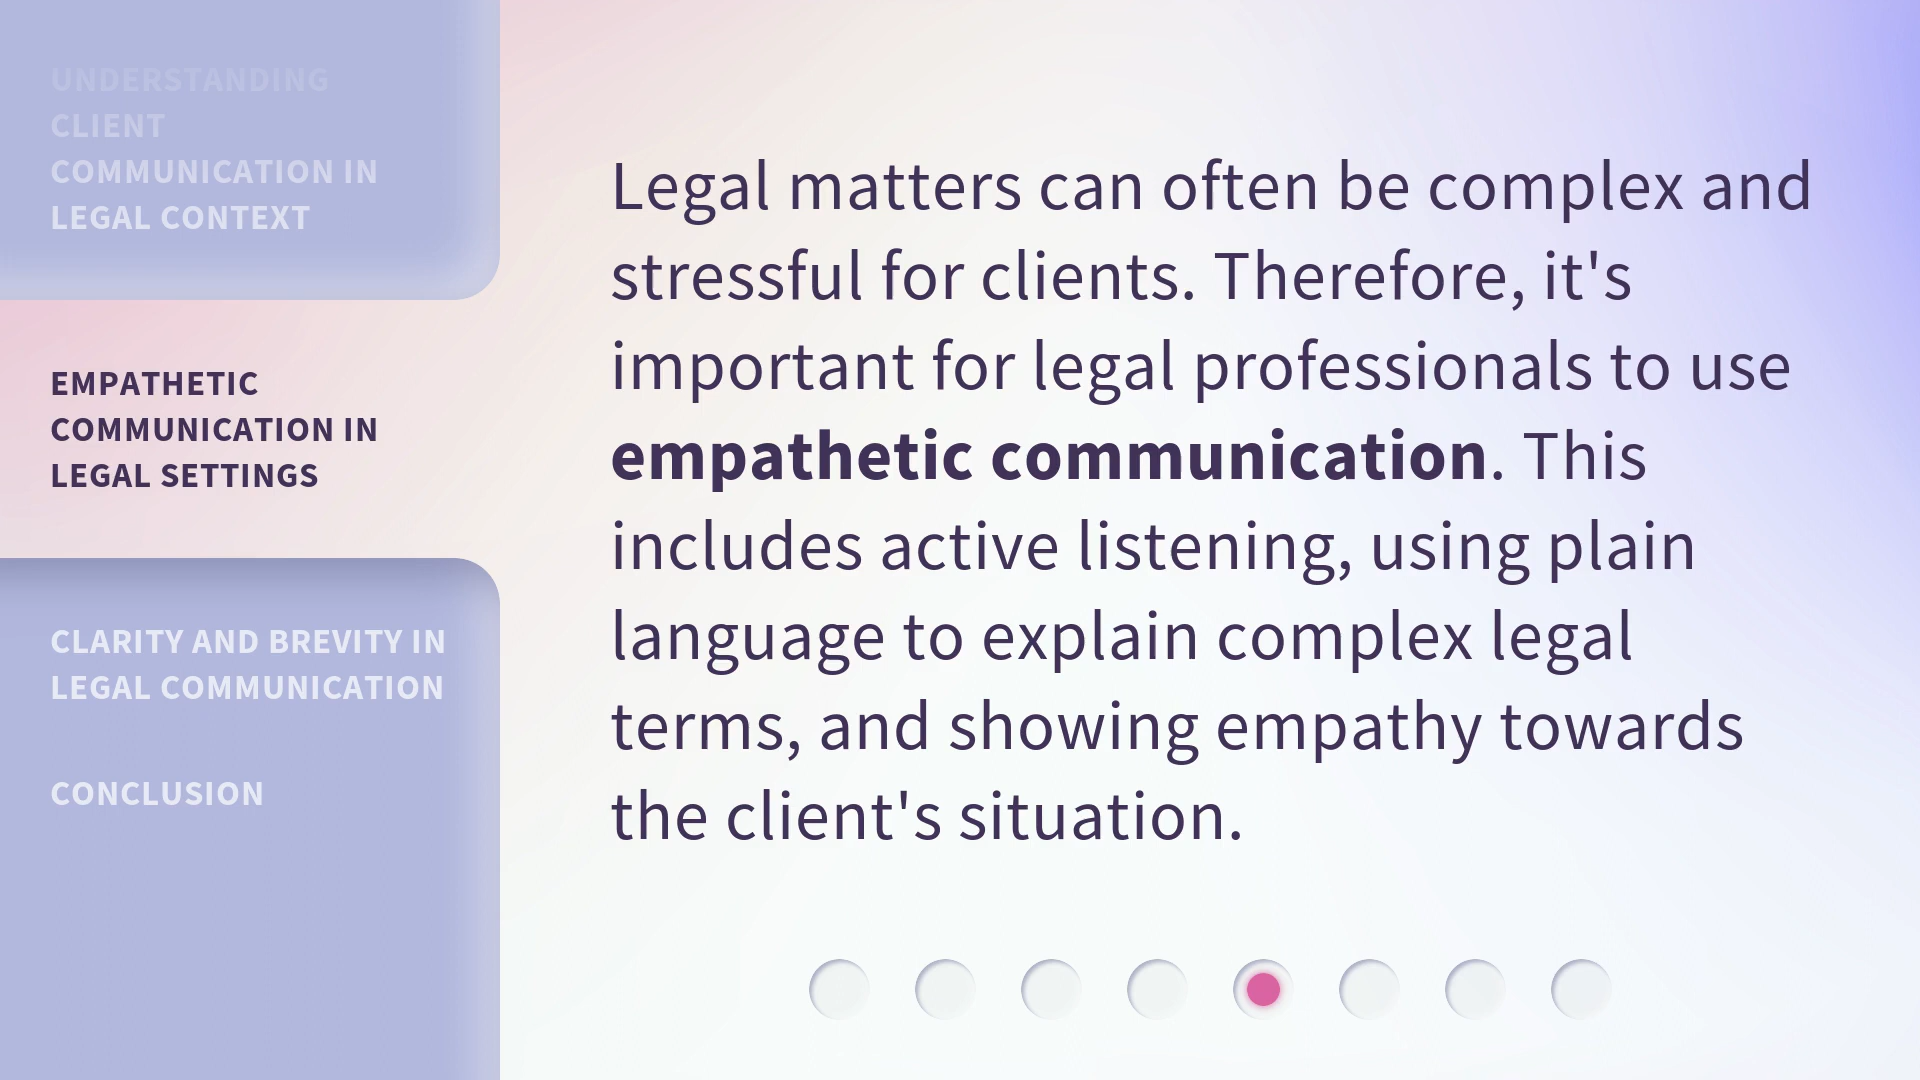 UNDERSTANDING
CLIENT
COMMUNICATION IN
LEGAL CONTEXT
EMPATHETIC
COMMUNICATION IN
LEGAL SETTINGS
CLARITY AND BREVITY IN
LEGAL COMMUNICATION
CONCLUSION
Legal matters can often be complex and
stressful for clients. Therefore, it's
important for legal professionals to use
empathetic communication. This
includes active listening, using plain
language to explain complex legal
terms, and showing empathy towards
the client's situation.